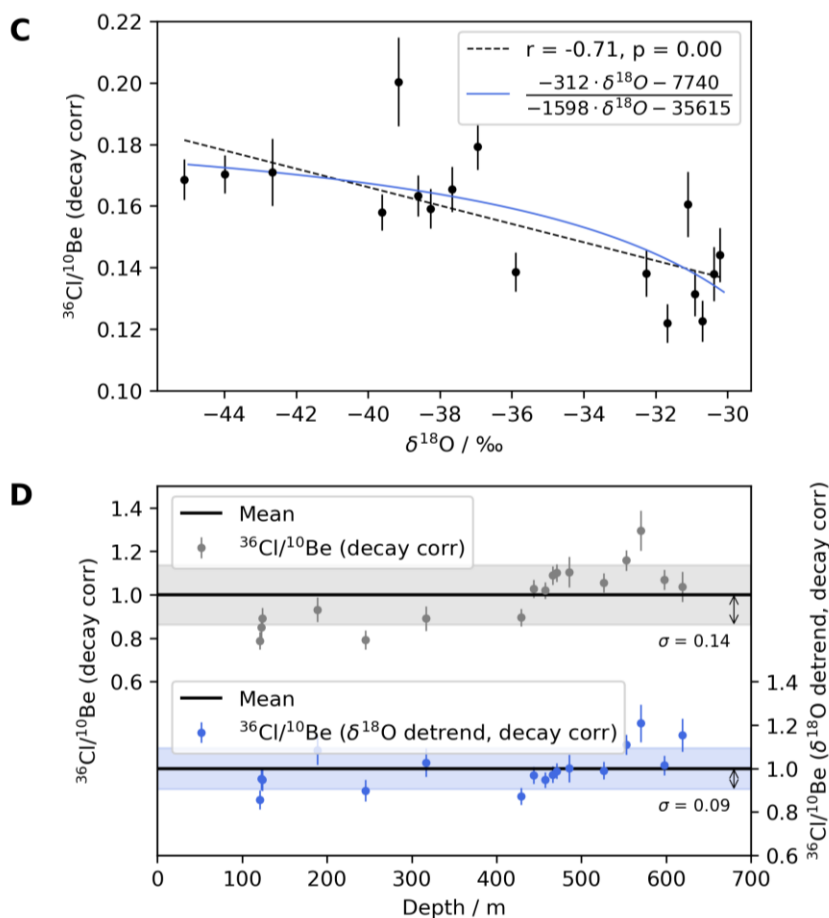 C
0.22
0.20
0.18
0.16
0.14
0.12
0.10
³⁶Cl/¹⁰Be (decay corr)
r = -0.71, p = 0.00
−312 · δ¹⁸O − 7740
−1598 · δ¹⁸O − 35615
−44 −42 −40 −38 −36 −34 −32 −30
δ¹⁸O / ‰
D
1.4
1.2
1.0
0.8
0.6
³⁶Cl/¹⁰Be (decay corr)
Mean
³⁶Cl/¹⁰Be (decay corr)
σ = 0.14
Mean
³⁶Cl/¹⁰Be (δ¹⁸O detrend, decay corr)
σ = 0.09
1.4
1.2
1.0
0.8
0.6
³⁶Cl/¹⁰Be (δ¹⁸O detrend, decay corr)
0 100 200 300 400 500 600 700
Depth / m